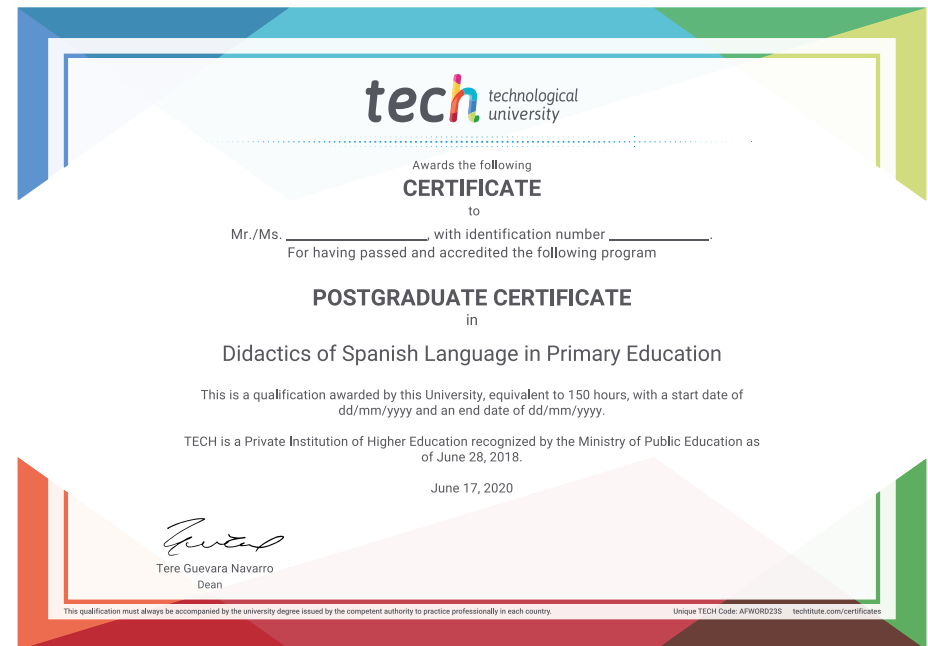 tech technological
university
Awards the following
CERTIFICATE
to
Mr./Ms. ____________________, with identification number ______________.
For having passed and accredited the following program
POSTGRADUATE CERTIFICATE
in
Didactics of Spanish Language in Primary Education
This is a qualification awarded by this University, equivalent to 150 hours, with a start date of
dd/mm/yyyy and an end date of dd/mm/yyyy.
TECH is a Private Institution of Higher Education recognized by the Ministry of Public Education as
of June 28, 2018.
June 17, 2020
Tere Guevara Navarro
Dean
This qualification must always be accompanied by the university degree issued by the competent authority to practice professionally in each country. Unique TECH Code: AFWORD23S techtitute.com/certificates